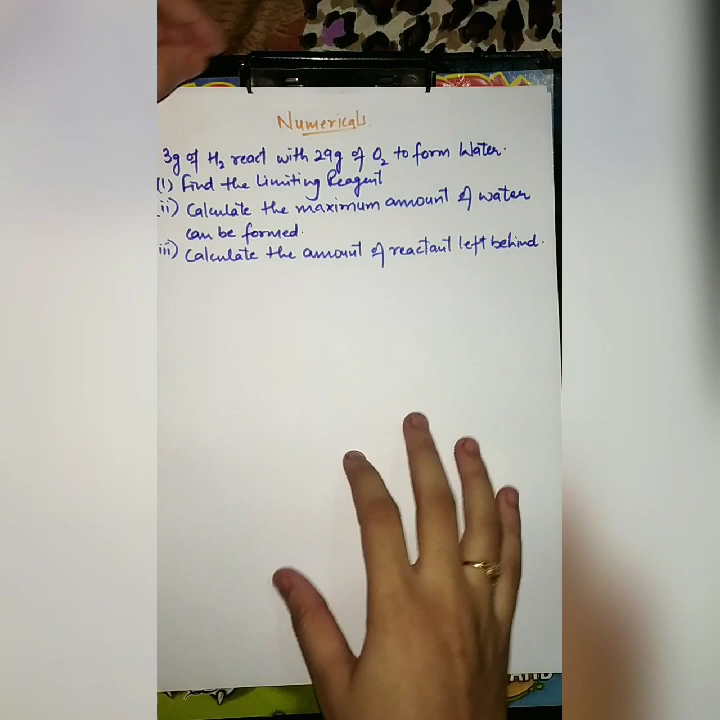 Numericals.
3g of H₂ react with 29g of O₂ to form Water.
(i) Find the Limiting Reagent
(ii) Calculate the maximum amount of water
can be formed.
iii) Calculate the amount of reactant left behind.